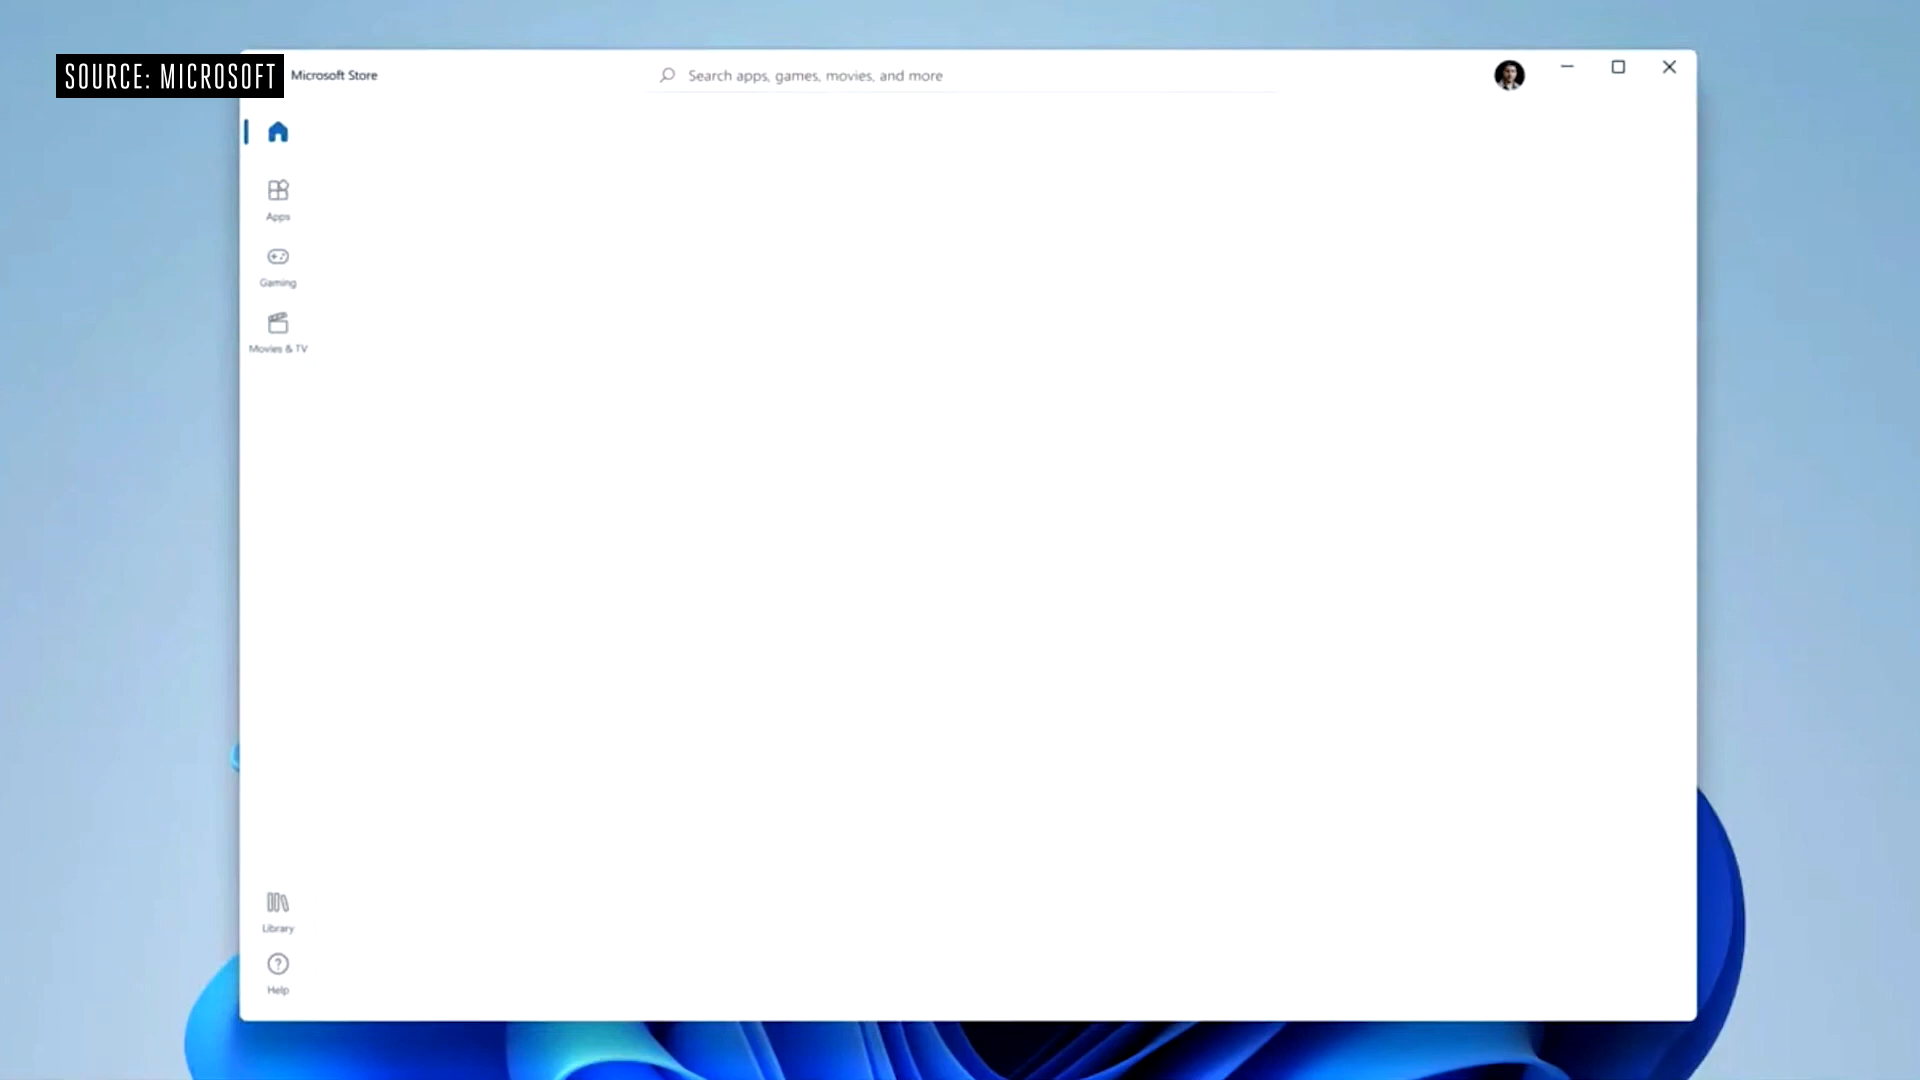 SOURCE: MICROSOFT
Microsoft Store
Search apps, games, movies, and more
Apps
Gaming
Movies & TV
Library
Help